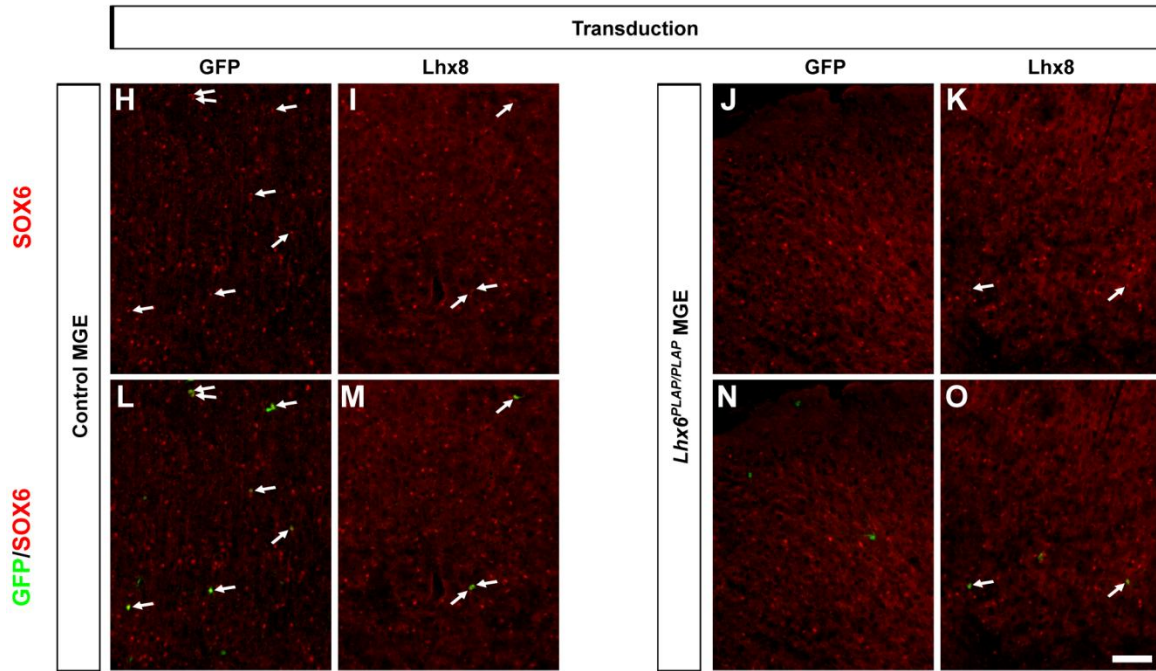 Transduction
GFP
Lhx8
GFP
Lhx8
SOX6
Control MGE
H
I
Lhx6PLAP/PLAP MGE
J
K
GFP/SOX6
L
M
N
O